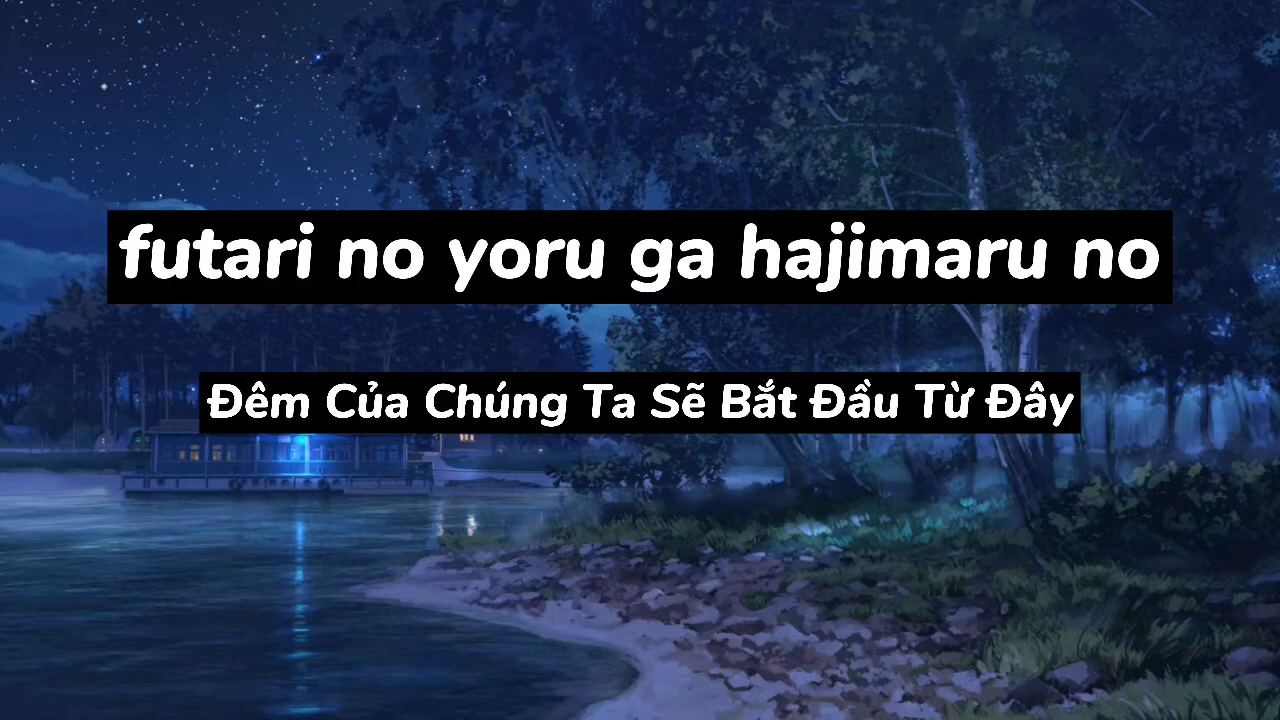 futari no yoru ga hajimaru no
Đêm Của Chúng Ta Sẽ Bắt Đầu Từ Đây